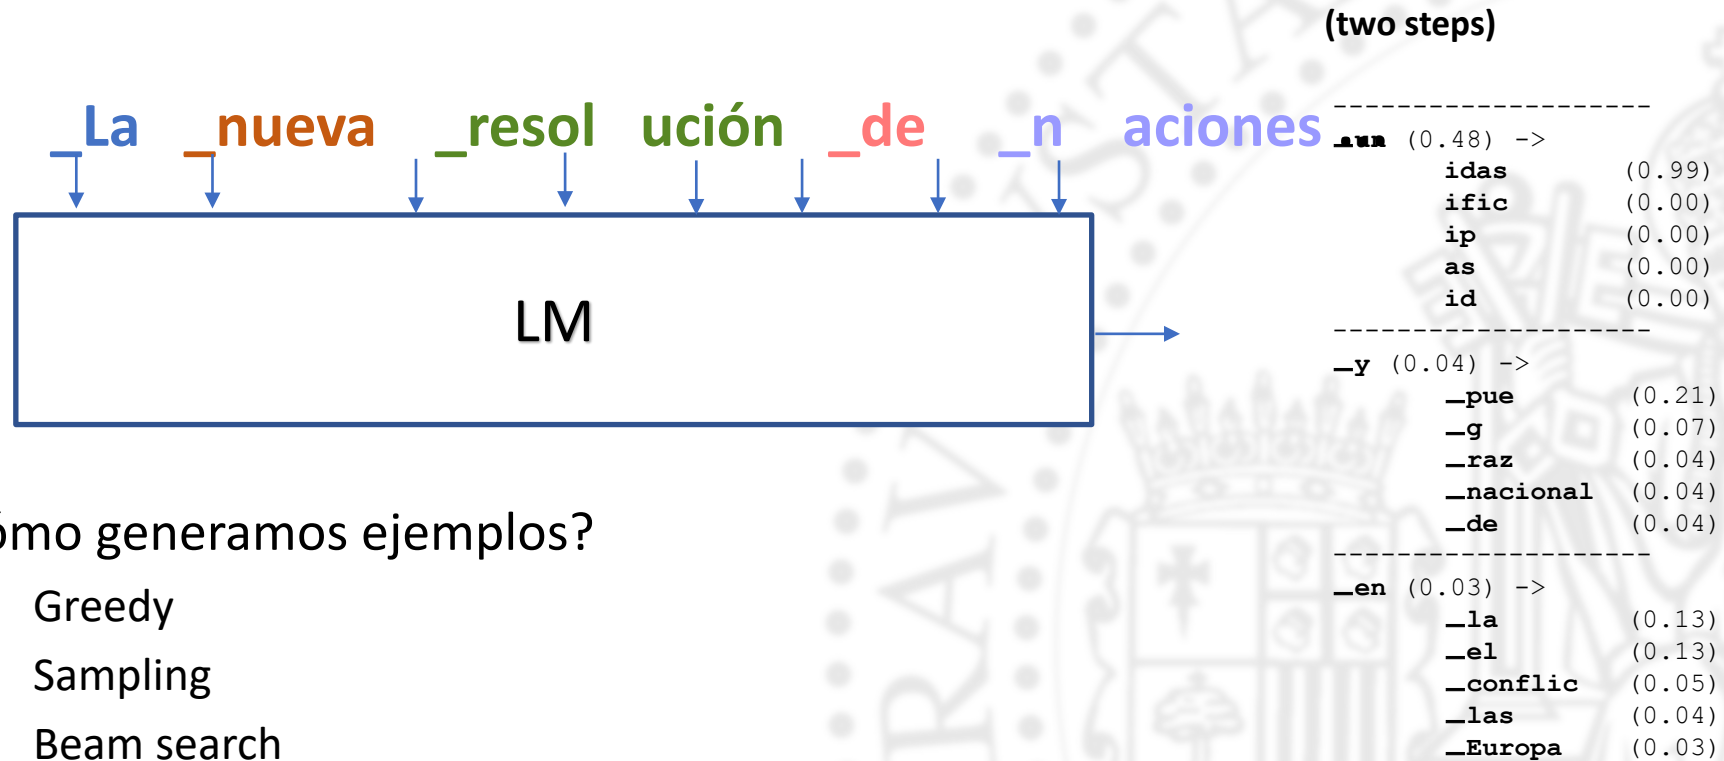 (two steps)
_La _nueva _resol ución _de _n aciones
--------------------
(0.48) ->
idas (0.99)
ific (0.00)
ip (0.00)
as (0.00)
id (0.00)
--------------------
_y (0.04) ->
_pue (0.21)
_g (0.07)
_raz (0.04)
_nacional (0.04)
_de (0.04)
--------------------
_en (0.03) ->
_la (0.13)
_el (0.13)
_conflic (0.05)
_las (0.04)
_Europa (0.03)
LM
ómo generamos ejemplos?
Greedy
Sampling
Beam search
STA
RAV